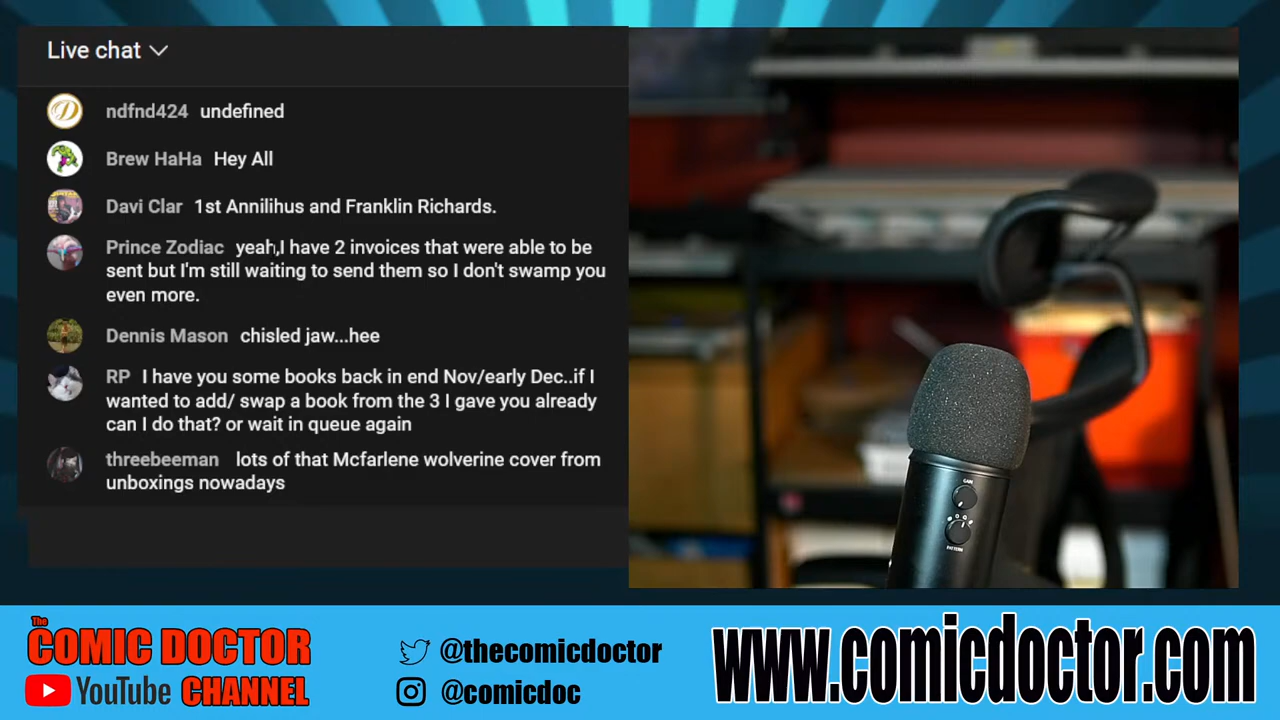 Live chat
ndfnd424 undefined
Brew HaHa Hey All
Davi Clar 1st Annilihus and Franklin Richards.
Prince Zodiac yeah,I have 2 invoices that were able to be
sent but I'm still waiting to send them so I don't swamp you
even more.
Dennis Mason chisled jaw...hee
RP I have you some books back in end Nov/early Dec..if I
wanted to add/ swap a book from the 3 I gave you already
can I do that? or wait in queue again
threebeeman lots of that Mcfarlene wolverine cover from
unboxings nowadays
GAIN
PATTERN
The
COMIC DOCTOR
YouTube CHANNEL
@thecomicdoctor
@comicdoc
www.comicdoctor.com